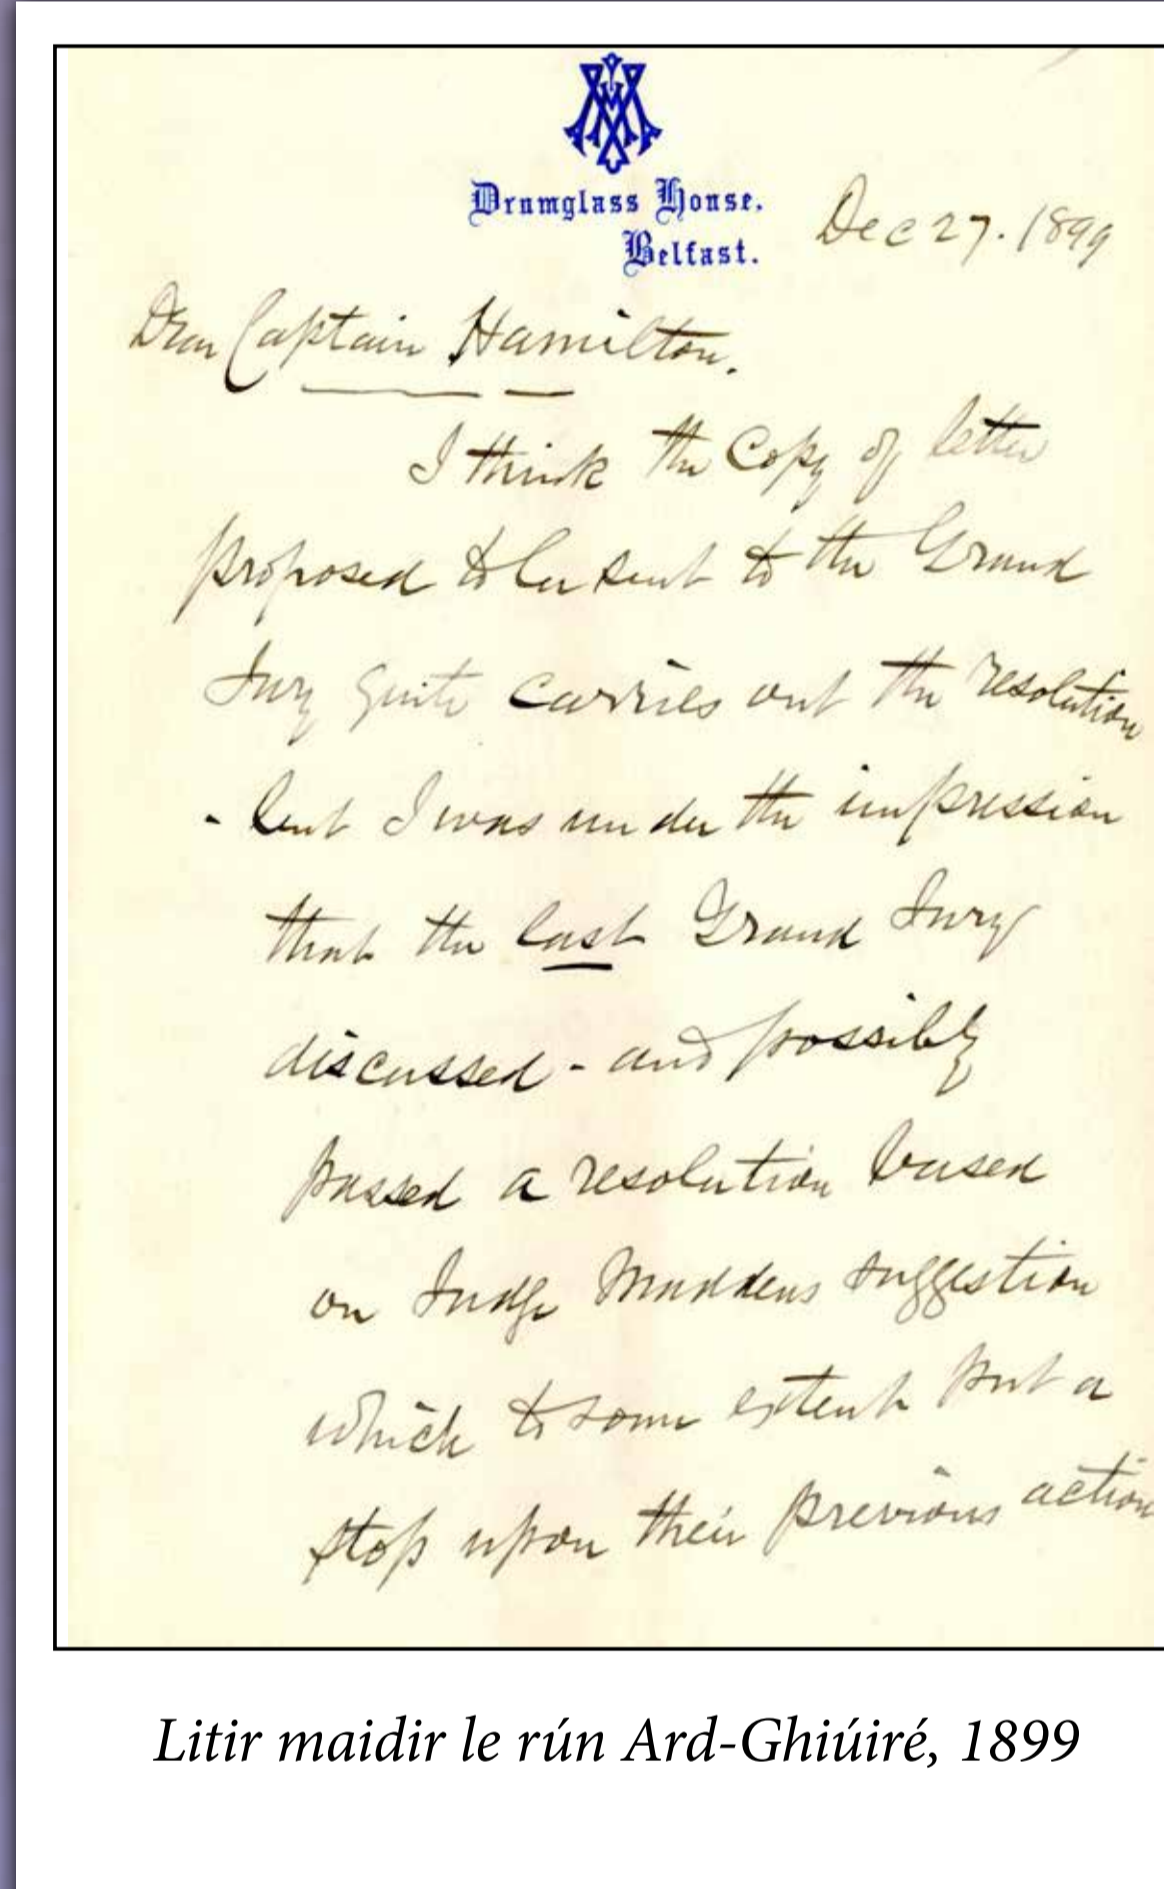 Drumglass House.
Belfast.
Dec 27. 1899
Dear Captain Hamilton.
I think the Copy of letter
proposed to be sent to the Grand
Jury quite carries out the resolution
- but I was under the impression
that the last Grand Jury
discussed - and possibly
passed a resolution based
on Judge Maddens suggestion
which to some extent put a
stop upon their previous action
Litir maidir le rún Ard-Ghiúiré, 1899